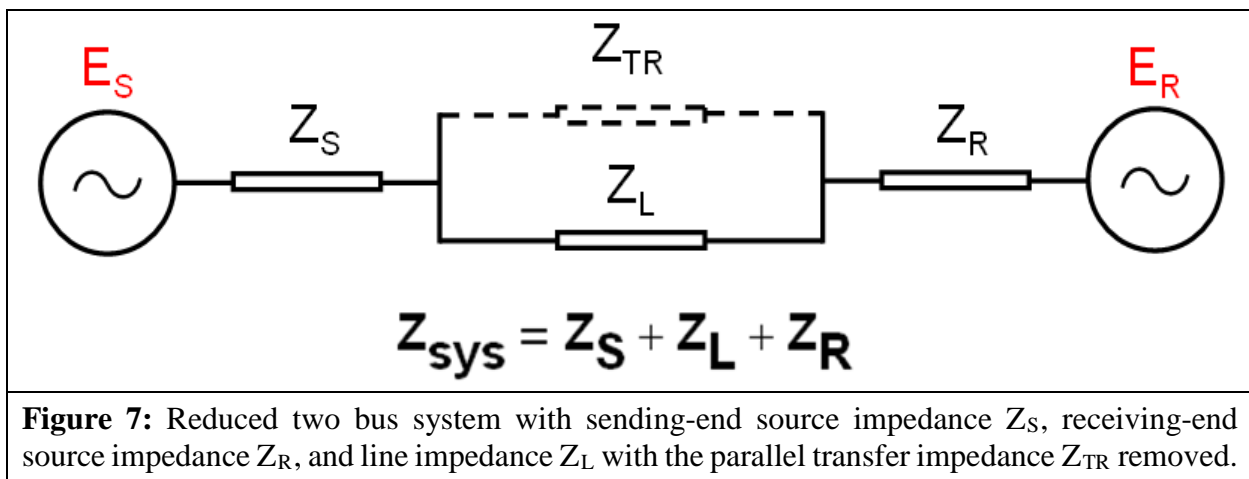 Z_TR
E_S
E_R
Z_S
Z_R
Z_L
Z_sys = Z_S + Z_L + Z_R
Figure 7: Reduced two bus system with sending-end source impedance Z_S, receiving-end
source impedance Z_R, and line impedance Z_L with the parallel transfer impedance Z_TR removed.